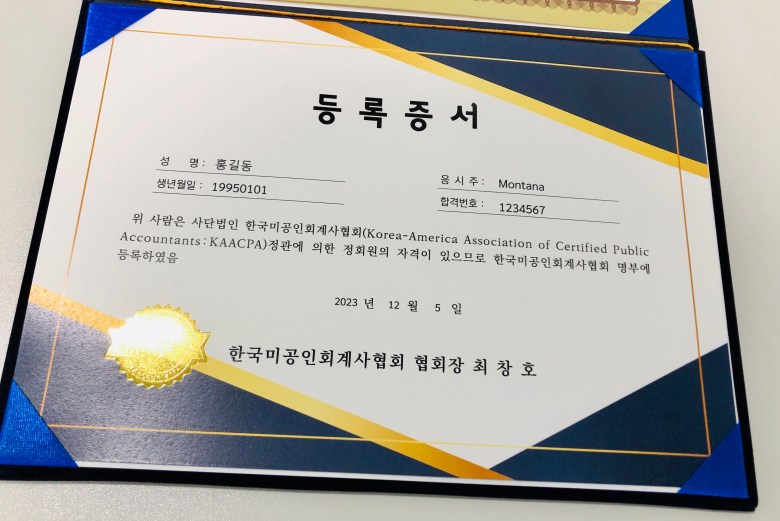 등록증서
성 명 : 홍길동
응 시 주 : Montana
생년월일 : 19950101
합격번호 : 1234567
위 사람은 사단법인 한국미공인회계사협회(Korea-America Association of Certified Public
Accountants : KAACPA)정관에 의한 정회원의 자격이 있으므로 한국미공인회계사협회 명부에
등록하였음
2023 년 12 월 5 일
한국미공인회계사협회 협회장 최 창 호